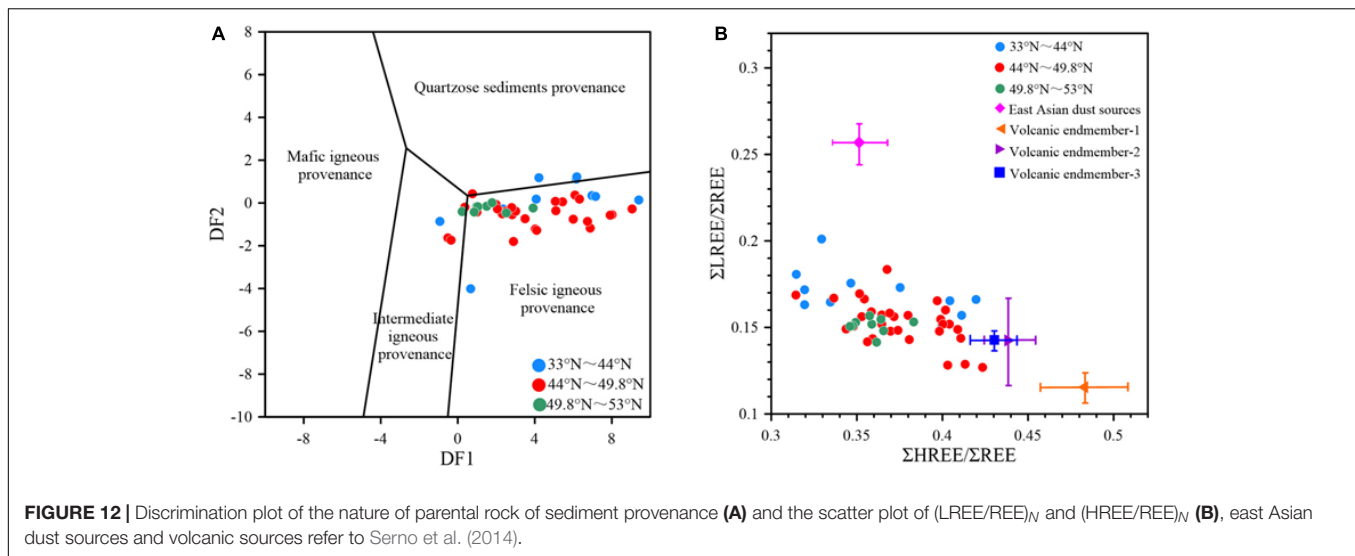 A
8
6
4
2
0
-2
-4
-6
-8
-10
DF2
Quartzose sediments provenance
Mafic igneous
provenance
Felsic igneous
provenance
Intermediate
igneous
provenance
33°N～44°N
44°N～49.8°N
49.8°N～53°N
-8
-4
0
4
8
DF1
B
0.3
0.25
0.2
0.15
0.1
ΣLREE/ΣREE
33°N～44°N
44°N～49.8°N
49.8°N～53°N
East Asian dust sources
Volcanic endmember-1
Volcanic endmember-2
Volcanic endmember-3
0.3
0.35
0.4
0.45
0.5
ΣHREE/ΣREE
FIGURE 12 | Discrimination plot of the nature of parental rock of sediment provenance (A) and the scatter plot of (LREE/REE)N and (HREE/REE)N (B), east Asian
dust sources and volcanic sources refer to Serno et al. (2014).